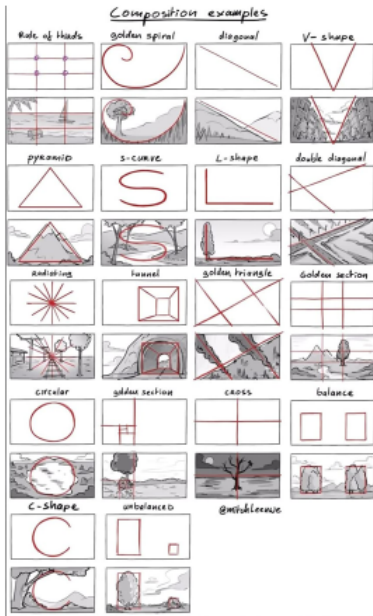 Composition examples
Rule of thirds
golden spiral
diagonal
V-shape
pyramid
s-curve
L-shape
double diagonal
Radiating
tunnel
golden triangle
Golden section
circular
golden section
cross
balance
C-shape
unbalanced
@mitchleeuwe